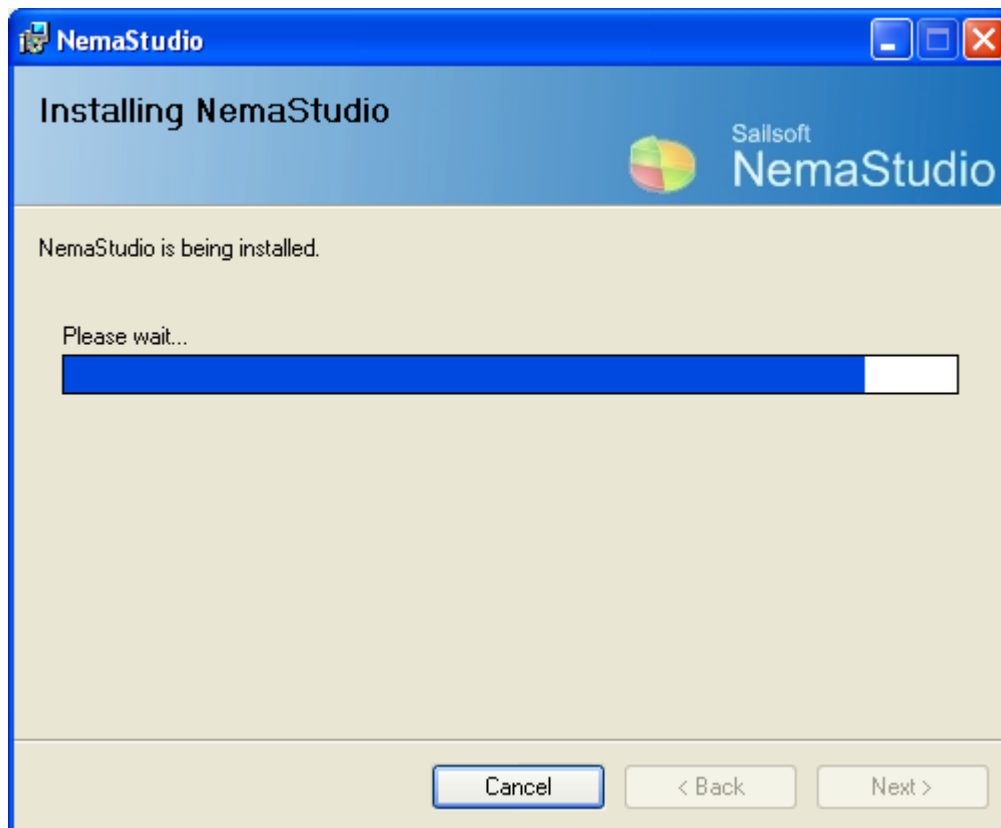 NemaStudio
Installing NemaStudio
Sailsoft
NemaStudio
NemaStudio is being installed.
Please wait...
Cancel
< Back
Next >